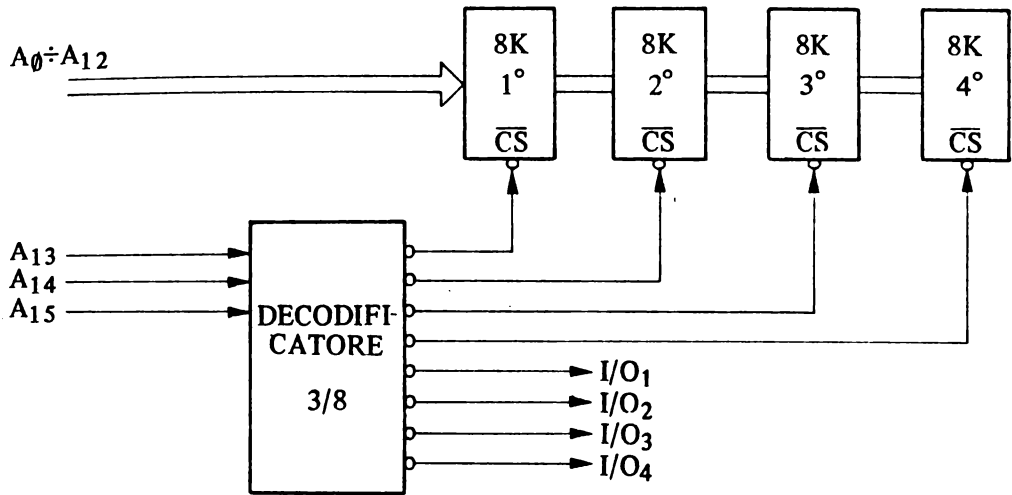 A0÷A12
8K
1°
CS
8K
2°
CS
8K
3°
CS
8K
4°
CS
A13
A14
A15
DECODIFI-
CATORE
3/8
I/O1
I/O2
I/O3
I/O4